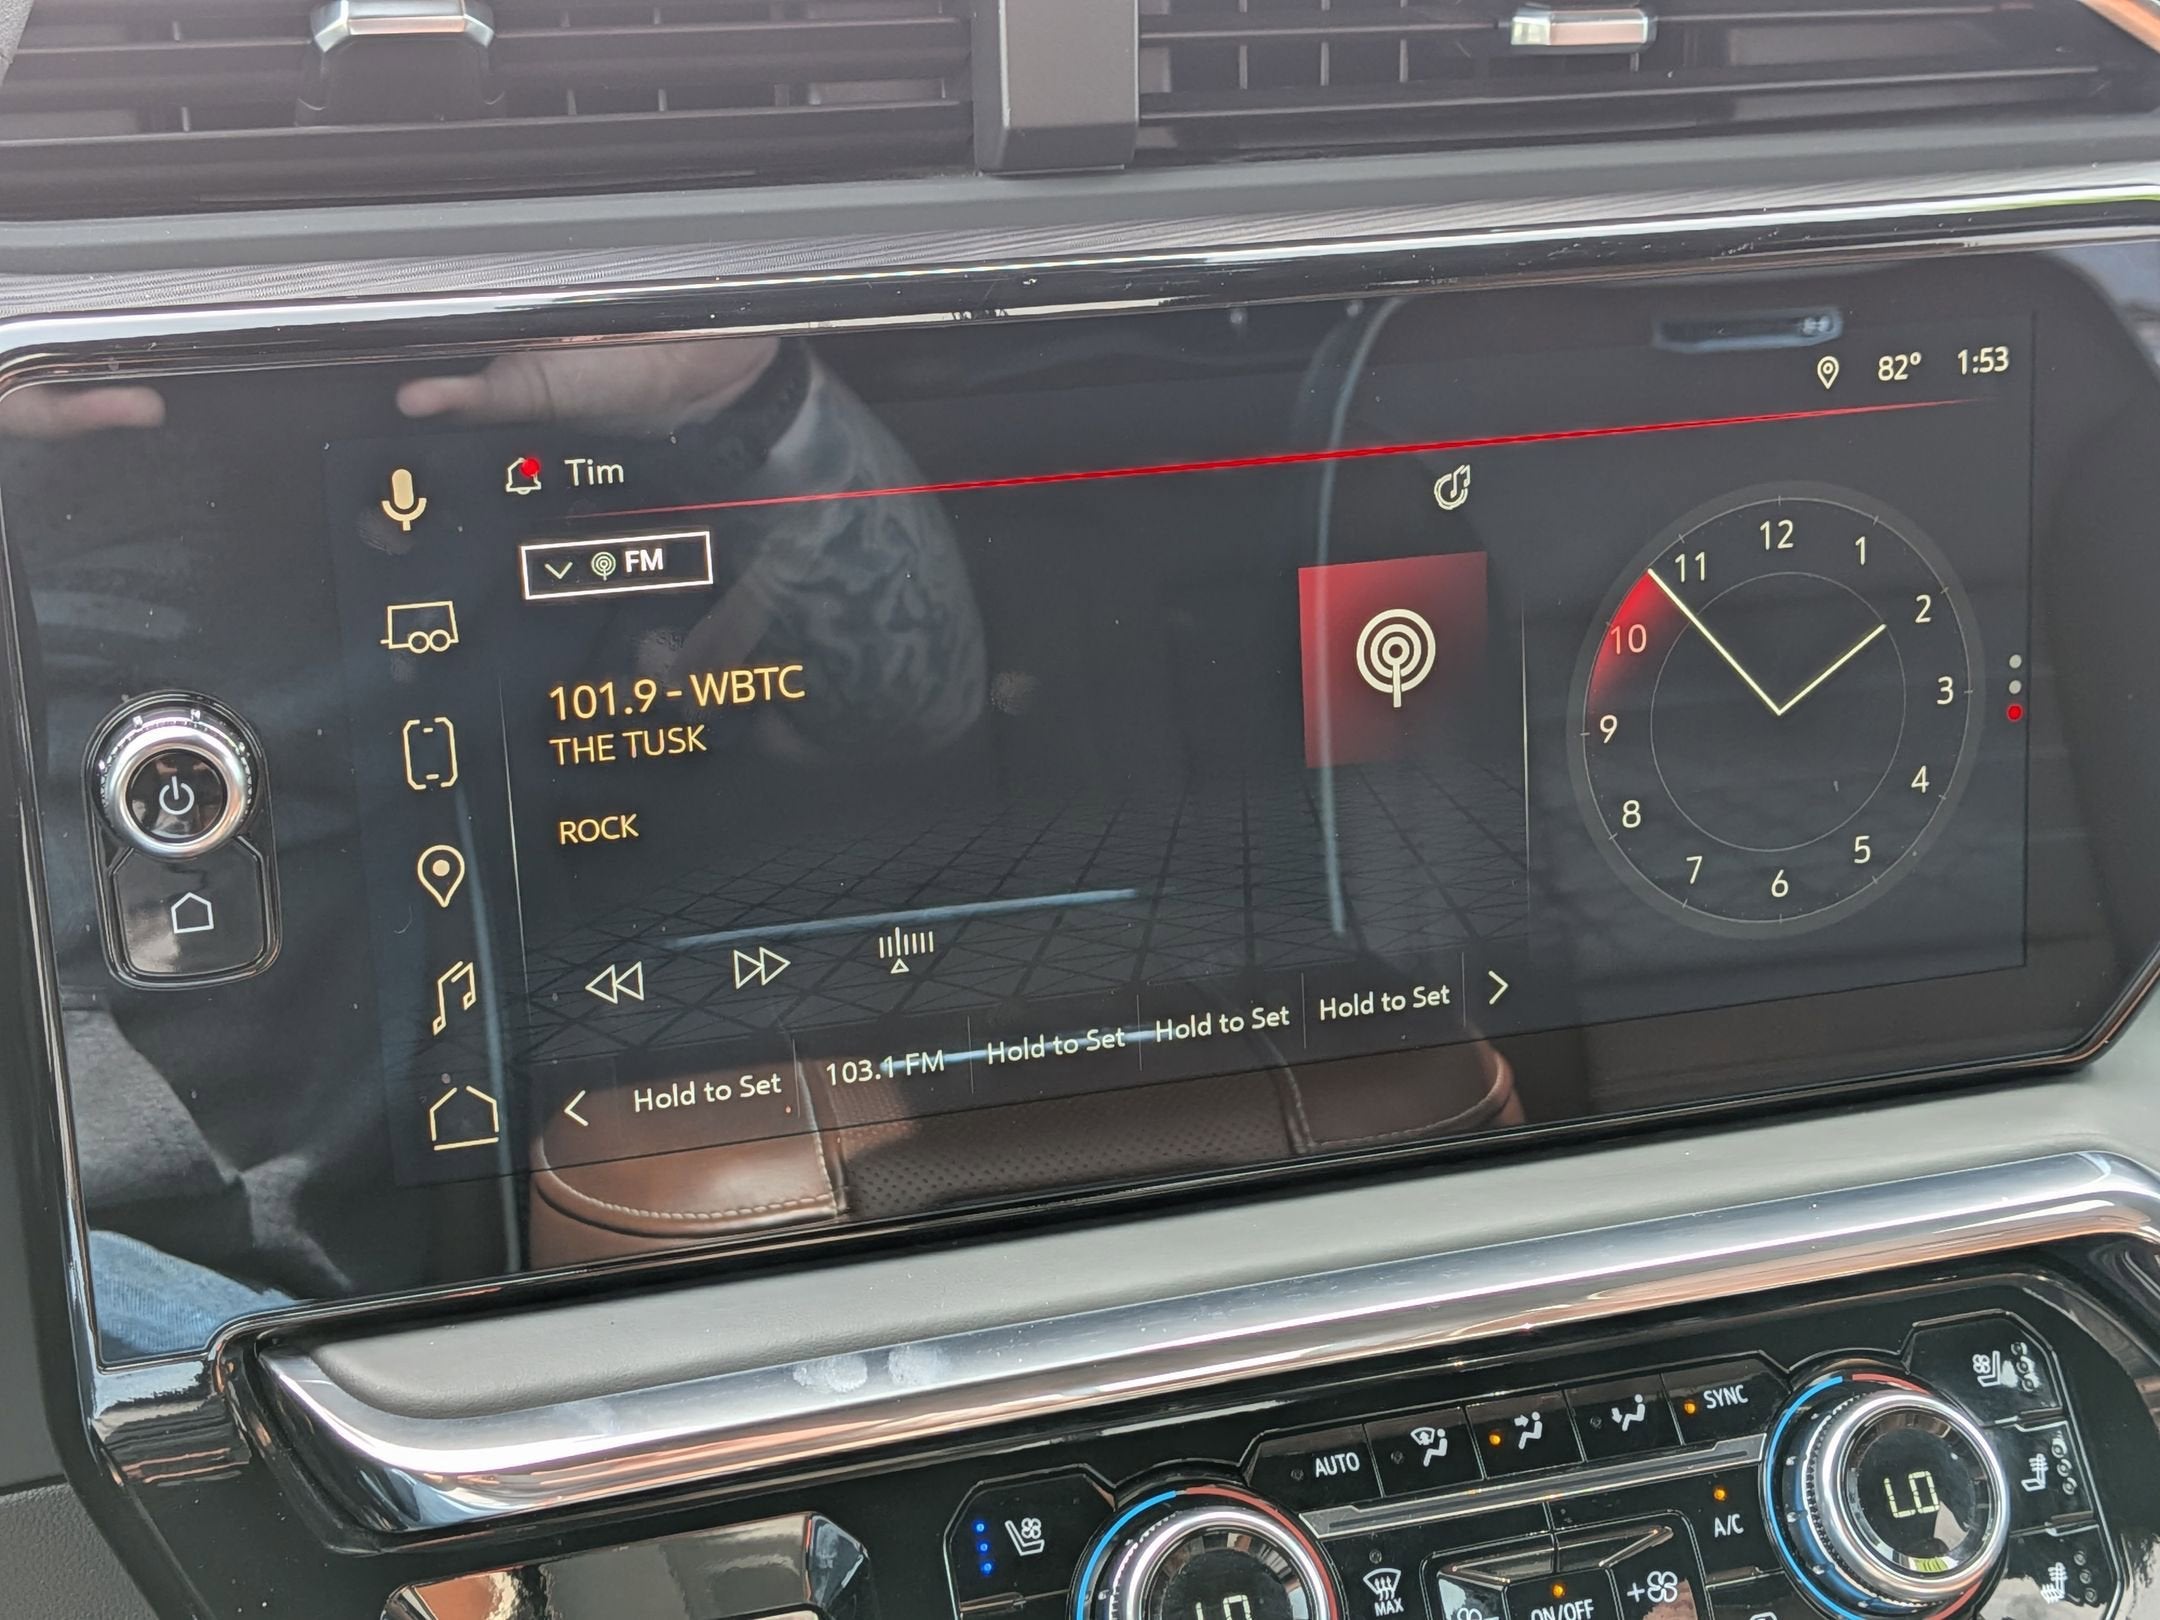 82° 1:53
Tim
FM
101.9 - WBTC
THE TUSK
ROCK
12
11 1
10 2
9 3
8 4
7 5
6
Hold to Set 103.1 FM Hold to Set Hold to Set Hold to Set
AUTO SYNC
A/C
LO
LO
MAX
ON/OFF
+